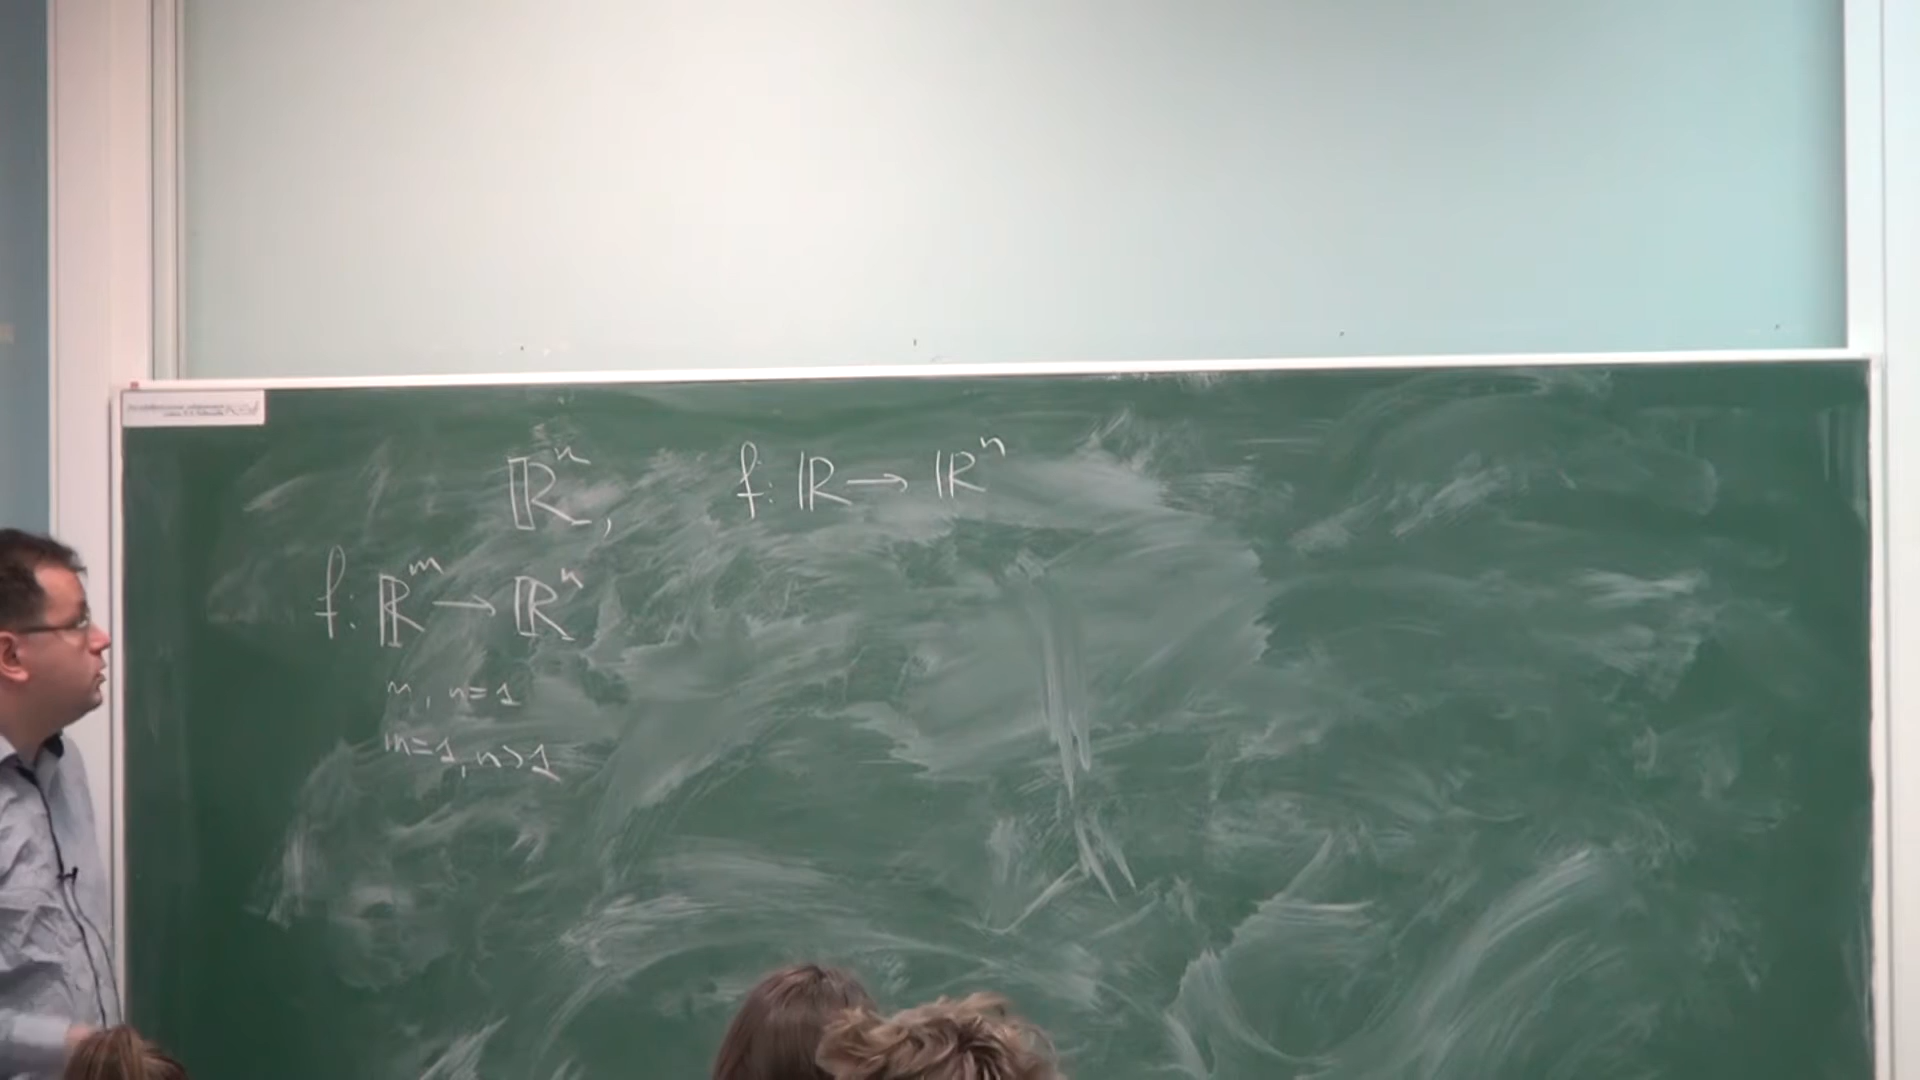 ℝⁿ, f: ℝ → ℝⁿ
f: ℝᵐ → ℝⁿ
m, n = 1
m = 1, n > 1